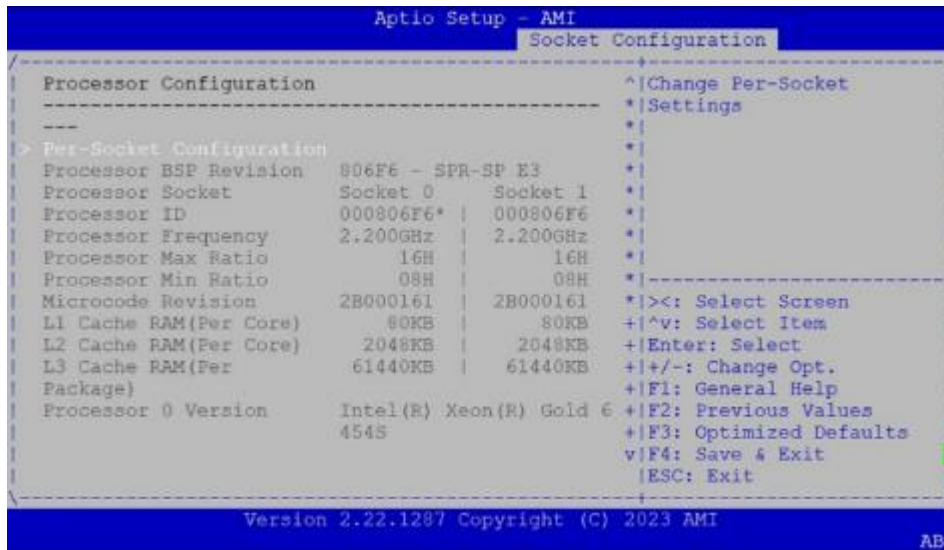 Aptio Setup - AMI
Socket Configuration
Processor Configuration ^|Change Per-Socket
------------------------------------------------------ *|Settings
--- *|
> Per-Socket Configuration *|
Processor BSP Revision 806F6 - SPR-SP E3 *|
Processor Socket Socket 0 Socket 1 *|
Processor ID 000806F6* | 000806F6 *|
Processor Frequency 2.200GHz | 2.200GHz *|
Processor Max Ratio 16H | 16H *|
Processor Min Ratio 08H | 08H *|
Microcode Revision 2B000161 | 2B000161 *|><: Select Screen
L1 Cache RAM(Per Core) 80KB | 80KB +|^v: Select Item
L2 Cache RAM(Per Core) 2048KB | 2048KB +|Enter: Select
L3 Cache RAM(Per 61440KB | 61440KB +|+/-: Change Opt.
Package) +|F1: General Help
Processor 0 Version Intel(R) Xeon(R) Gold 6 +|F2: Previous Values
454S +|F3: Optimized Defaults
v|F4: Save & Exit
|ESC: Exit
Version 2.22.1287 Copyright (C) 2023 AMI
AB